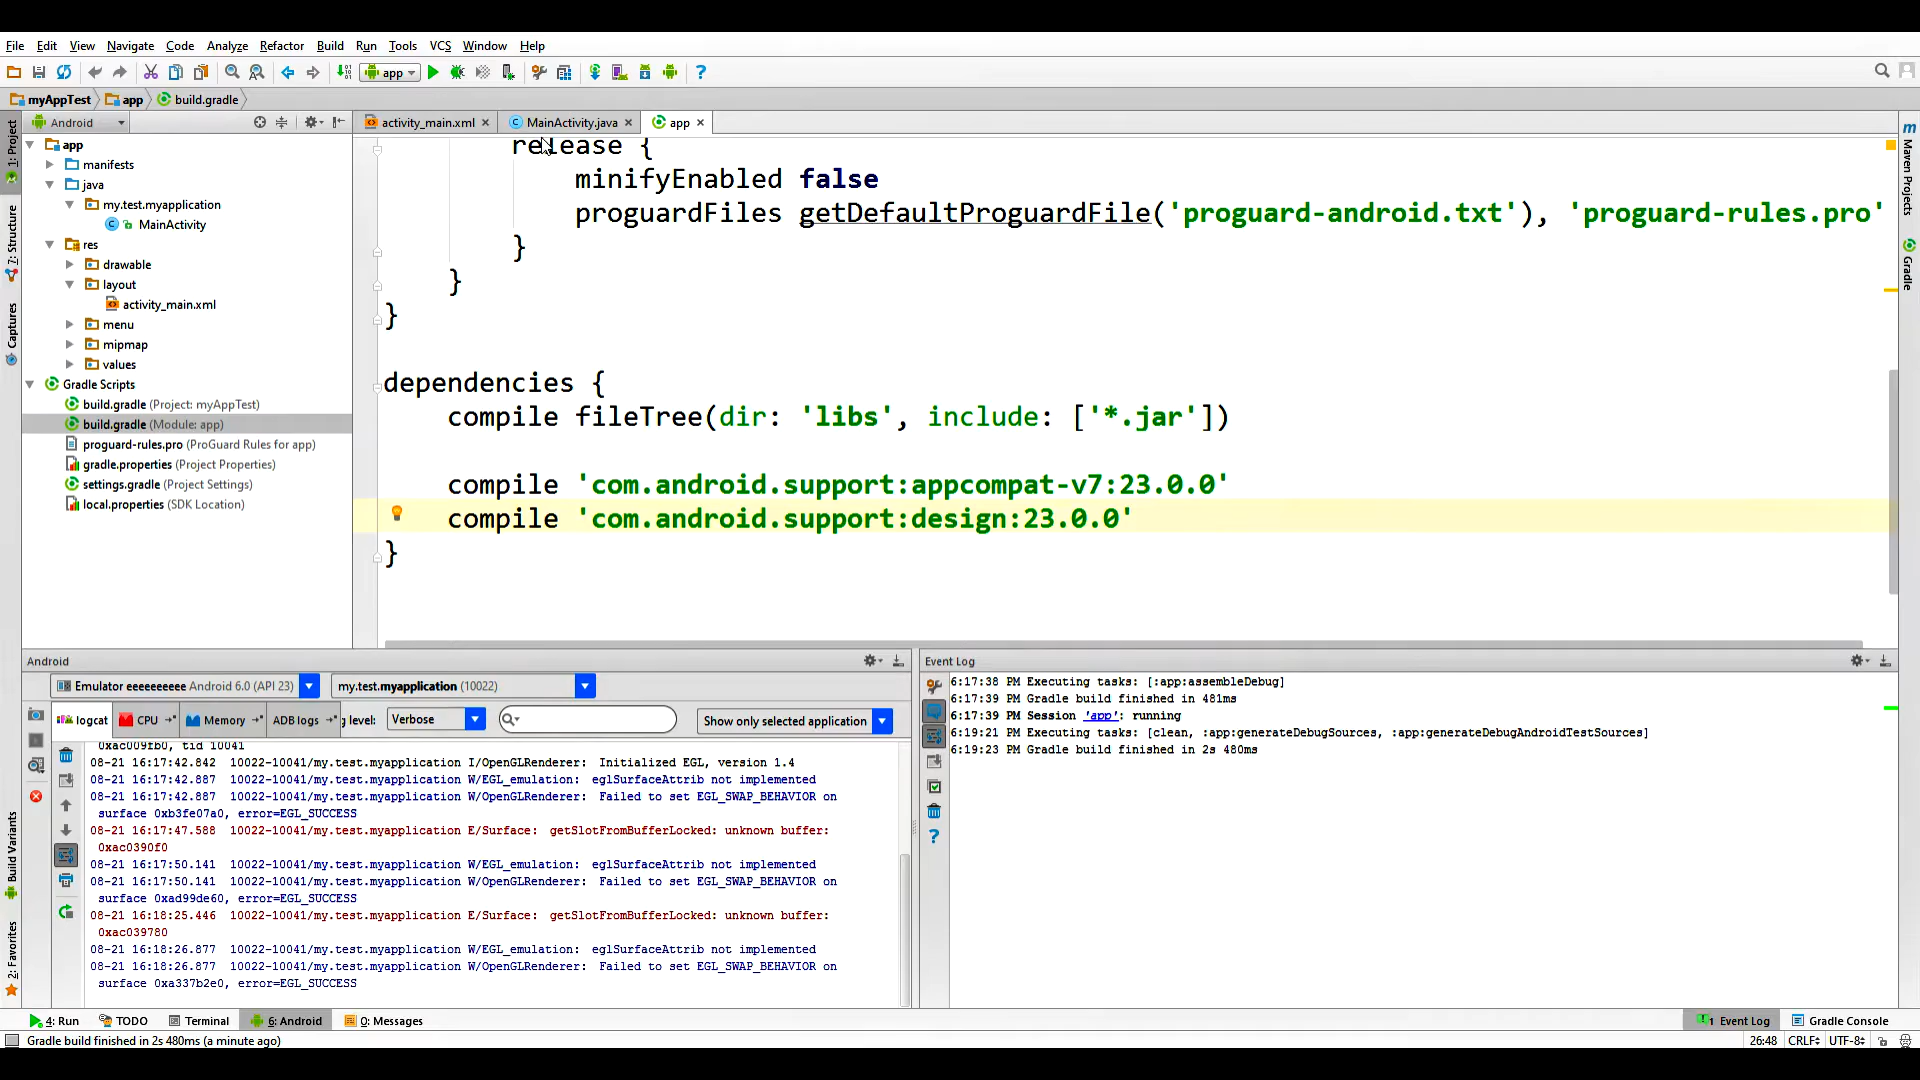 File Edit View Navigate Code Analyze Refactor Build Run Tools VCS Window Help
app
myAppTest app build.gradle
Android
activity_main.xml MainActivity.java app
1: Project
7: Structure
Captures
Build Variants
2: Favorites
app
manifests
java
my.test.myapplication
MainActivity
res
drawable
layout
activity_main.xml
menu
mipmap
values
Gradle Scripts
build.gradle (Project: myAppTest)
build.gradle (Module: app)
proguard-rules.pro (ProGuard Rules for app)
gradle.properties (Project Properties)
settings.gradle (Project Settings)
local.properties (SDK Location)
release {
minifyEnabled false
proguardFiles getDefaultProguardFile('proguard-android.txt'), 'proguard-rules.pro'
}
}
}
dependencies {
compile fileTree(dir: 'libs', include: ['*.jar'])
compile 'com.android.support:appcompat-v7:23.0.0'
compile 'com.android.support:design:23.0.0'
}
Maven Projects
Gradle
Android
Emulator eeeeeeeeee Android 6.0 (API 23) my.test.myapplication (10022)
logcat CPU Memory ADB logs level: Verbose Show only selected application
0xac009fb0, tid 10041
08-21 16:17:42.842 10022-10041/my.test.myapplication I/OpenGLRenderer: Initialized EGL, version 1.4
08-21 16:17:42.887 10022-10041/my.test.myapplication W/EGL_emulation: eglSurfaceAttrib not implemented
08-21 16:17:42.887 10022-10041/my.test.myapplication W/OpenGLRenderer: Failed to set EGL_SWAP_BEHAVIOR on
surface 0xb3fe07a0, error=EGL_SUCCESS
08-21 16:17:47.588 10022-10041/my.test.myapplication E/Surface: getSlotFromBufferLocked: unknown buffer:
0xac0390f0
08-21 16:17:50.141 10022-10041/my.test.myapplication W/EGL_emulation: eglSurfaceAttrib not implemented
08-21 16:17:50.141 10022-10041/my.test.myapplication W/OpenGLRenderer: Failed to set EGL_SWAP_BEHAVIOR on
surface 0xad99de60, error=EGL_SUCCESS
08-21 16:18:25.446 10022-10041/my.test.myapplication E/Surface: getSlotFromBufferLocked: unknown buffer:
0xac039780
08-21 16:18:26.877 10022-10041/my.test.myapplication W/EGL_emulation: eglSurfaceAttrib not implemented
08-21 16:18:26.877 10022-10041/my.test.myapplication W/OpenGLRenderer: Failed to set EGL_SWAP_BEHAVIOR on
surface 0xa337b2e0, error=EGL_SUCCESS
Event Log
6:17:38 PM Executing tasks: [:app:assembleDebug]
6:17:39 PM Gradle build finished in 481ms
6:17:39 PM Session 'app': running
6:19:21 PM Executing tasks: [clean, :app:generateDebugSources, :app:generateDebugAndroidTestSources]
6:19:23 PM Gradle build finished in 2s 480ms
4: Run TODO Terminal 6: Android 0: Messages 1 Event Log Gradle Console
Gradle build finished in 2s 480ms (a minute ago) 26:48 CRLF UTF-8